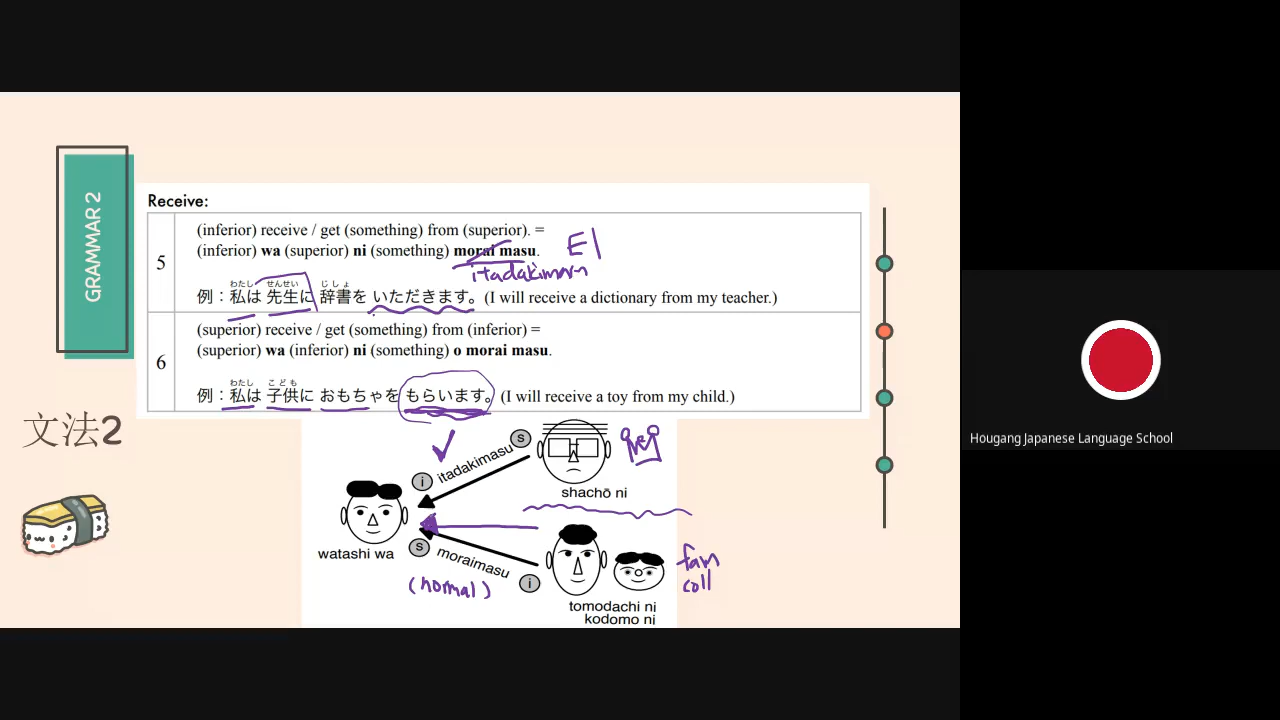 GRAMMAR 2
文法2
Receive:
5
(inferior) receive / get (something) from (superior). =
(inferior) wa (superior) ni (something) morai masu.
E1
itadakimasu
わたし せんせい じしょ
例：私は 先生に 辞書を いただきます。(I will receive a dictionary from my teacher.)
6
(superior) receive / get (something) from (inferior) =
(superior) wa (inferior) ni (something) o morai masu.
わたし こども
例：私は 子供に おもちゃを もらいます。(I will receive a toy from my child.)
s
itadakimasu
i
shachō ni
watashi wa
s
moraimasu
i
(normal)
fam
coll
tomodachi ni
kodomo ni
Hougang Japanese Language School